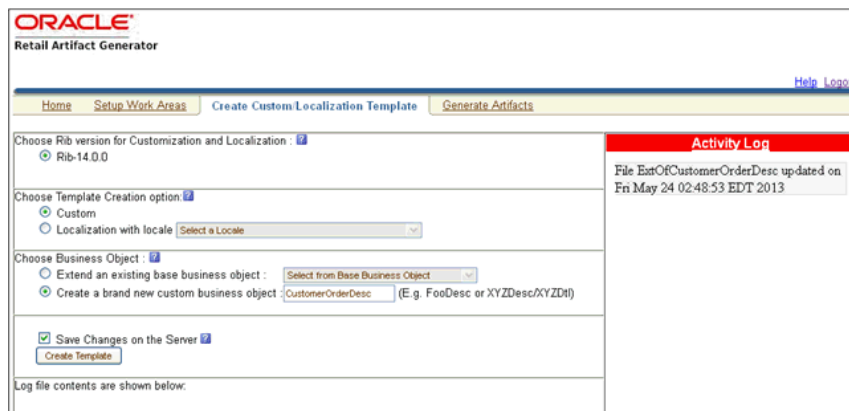 ORACLE
Retail Artifact Generator
Help Logo
Home Setup Work Areas Create Custom/Localization Template Generate Artifacts
Choose Rib version for Customization and Localization :
Rib-14.0.0
Choose Template Creation option:
Custom
Localization with locale Select a Locale
Choose Business Object :
Extend an existing base business object : Select from Base Business Object
Create a brand new custom business object : CustomerOrderDesc (E.g. FooDesc or XYZDesc/XYZDtl)
Save Changes on the Server
Create Template
Log file contents are shown below:
Activity Log
File ExtOfCustomerOrderDesc updated on
Fri May 24 02:48:53 EDT 2013